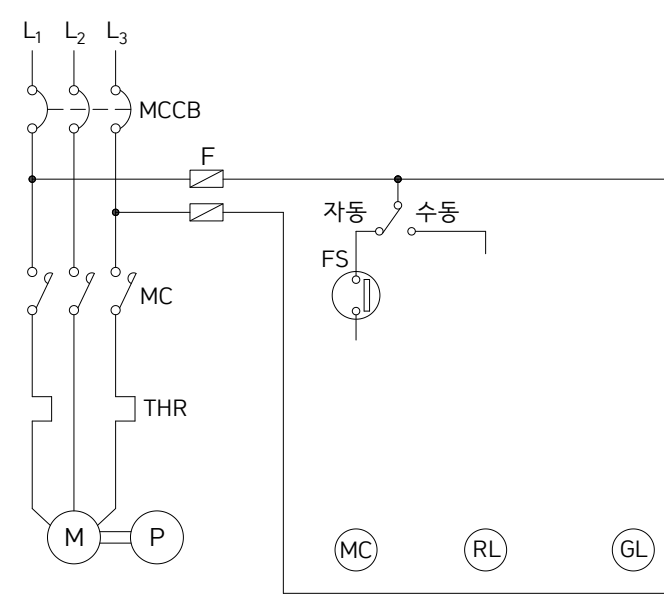 L₁ L₂ L₃
MCCB
F
자동 수동
FS
MC
THR
M P MC RL GL